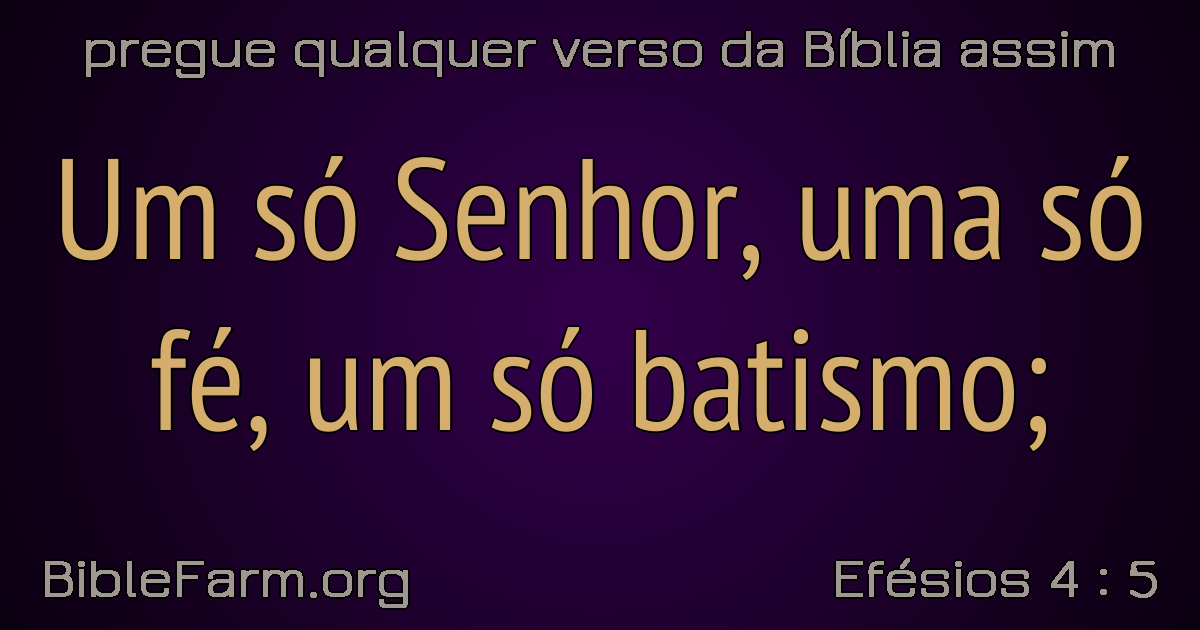 pregue qualquer verso da Bíblia assim
Um só Senhor, uma só
fé, um só batismo;
BibleFarm.org
Efésios 4 : 5